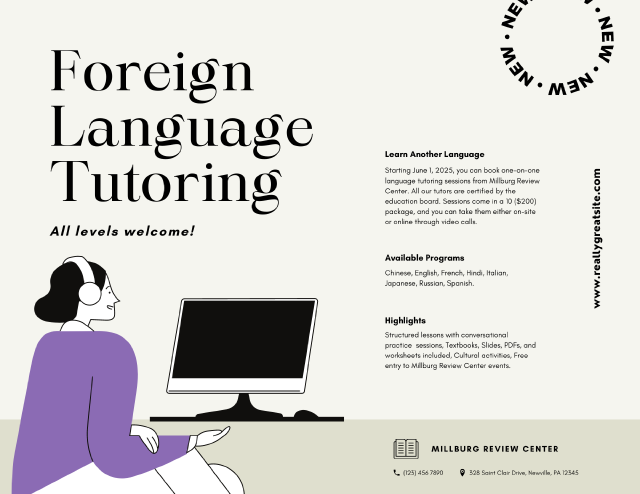 Foreign
Language
Tutoring
All levels welcome!
NEW • NEW • NEW • NEW •
Learn Another Language
Starting June 1, 2025, you can book one-on-one
language tutoring sessions from Millburg Review
Center. All our tutors are certified by the
education board. Sessions come in a 10 ($200)
package, and you can take them either on-site
or online through video calls.
Available Programs
Chinese, English, French, Hindi, Italian,
Japanese, Russian, Spanish.
Highlights
Structured lessons with conversational
practice sessions, Textbooks, Slides, PDFs, and
worksheets included, Cultural activities, Free
entry to Millburg Review Center events.
www.reallygreatsite.com
MILLBURG REVIEW CENTER
(123) 456 7890
328 Saint Clair Drive, Newville, PA 12345